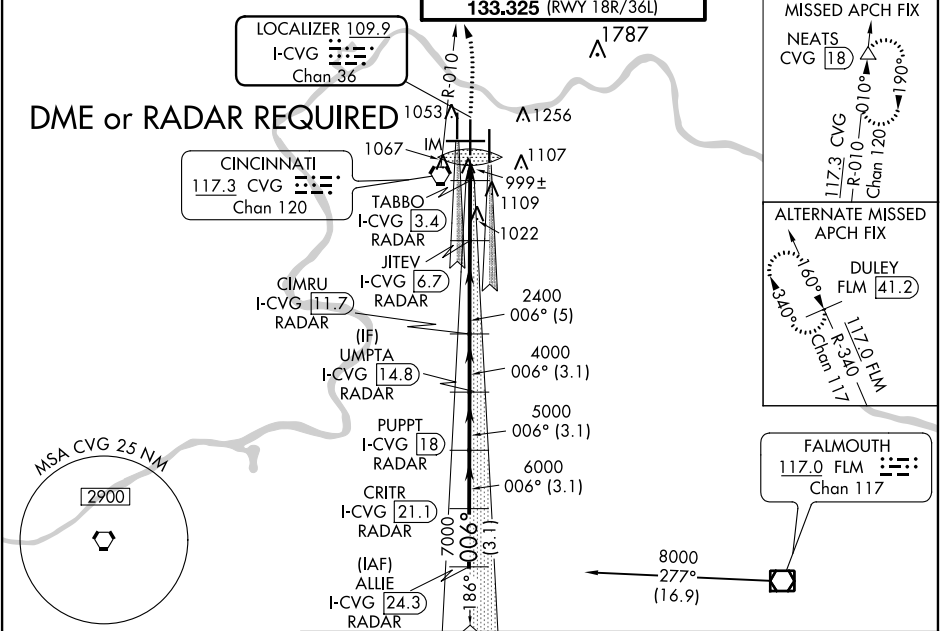 133.325 (RWY 18R/36L)
LOCALIZER 109.9
I-CVG
Chan 36
DME or RADAR REQUIRED
R-010
1787
1053
1256
1067
IM
1107
CINCINNATI
117.3 CVG
Chan 120
999±
1109
TABBO
I-CVG 3.4
RADAR
1022
JITEV
I-CVG 6.7
RADAR
CIMRU
I-CVG 11.7
RADAR
2400
006° (5)
(IF)
UMPTA
I-CVG 14.8
RADAR
4000
006° (3.1)
PUPPT
I-CVG 18
RADAR
5000
006° (3.1)
CRITR
I-CVG 21.1
RADAR
6000
006° (3.1)
7000
006°
(3.1)
(IAF)
ALLIE
I-CVG 24.3
RADAR
186°
MSA CVG 25 NM
2900
MISSED APCH FIX
NEATS
CVG 18
010°
190°
117.3 CVG
R-010
Chan 120
ALTERNATE MISSED
APCH FIX
DULEY
FLM 41.2
160°
340°
117.0 FLM
R-340
Chan 117
FALMOUTH
117.0 FLM
Chan 117
8000
277°
(16.9)